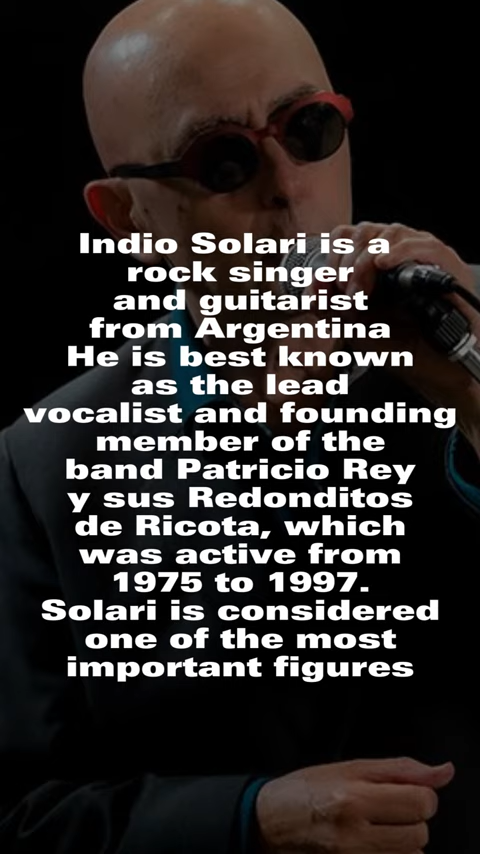 Indio Solari is a
rock singer
and guitarist
from Argentina
He is best known
as the lead
vocalist and founding
member of the
band Patricio Rey
y sus Redonditos
de Ricota, which
was active from
1975 to 1997.
Solari is considered
one of the most
important figures